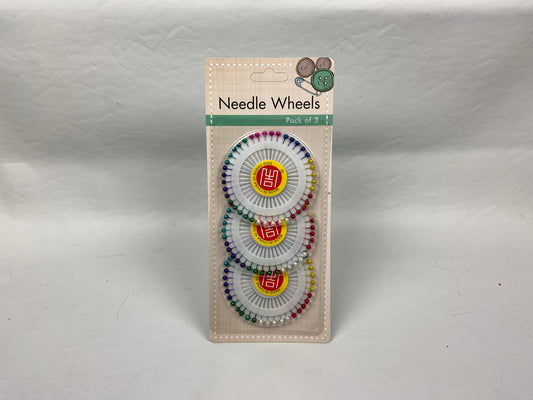 Needle Wheels
Pack of 3